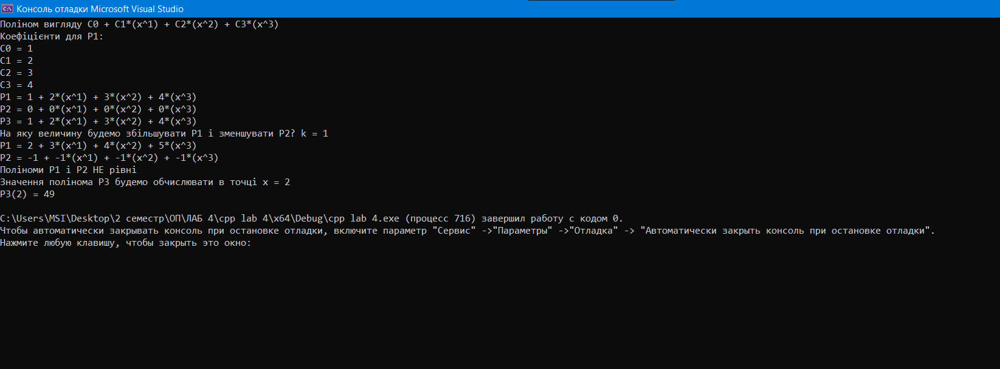 Консоль отладки Microsoft Visual Studio
Поліном вигляду C0 + C1*(x^1) + C2*(x^2) + C3*(x^3)
Коефіцієнти для P1:
C0 = 1
C1 = 2
C2 = 3
C3 = 4
P1 = 1 + 2*(x^1) + 3*(x^2) + 4*(x^3)
P2 = 0 + 0*(x^1) + 0*(x^2) + 0*(x^3)
P3 = 1 + 2*(x^1) + 3*(x^2) + 4*(x^3)
На яку величину будемо збільшувати P1 і зменшувати P2? k = 1
P1 = 2 + 3*(x^1) + 4*(x^2) + 5*(x^3)
P2 = -1 + -1*(x^1) + -1*(x^2) + -1*(x^3)
Поліноми P1 і P2 НЕ рівні
Значення полінома P3 будемо обчислювати в точці x = 2
P3(2) = 49
C:\Users\MSI\Desktop\2 семестр\ОП\ЛАБ 4\cpp lab 4\x64\Debug\cpp lab 4.exe (процесс 716) завершил работу с кодом 0.
Чтобы автоматически закрывать консоль при остановке отладки, включите параметр "Сервис" ->"Параметры" ->"Отладка" -> "Автоматически закрыть консоль при остановке отладки".
Нажмите любую клавишу, чтобы закрыть это окно: